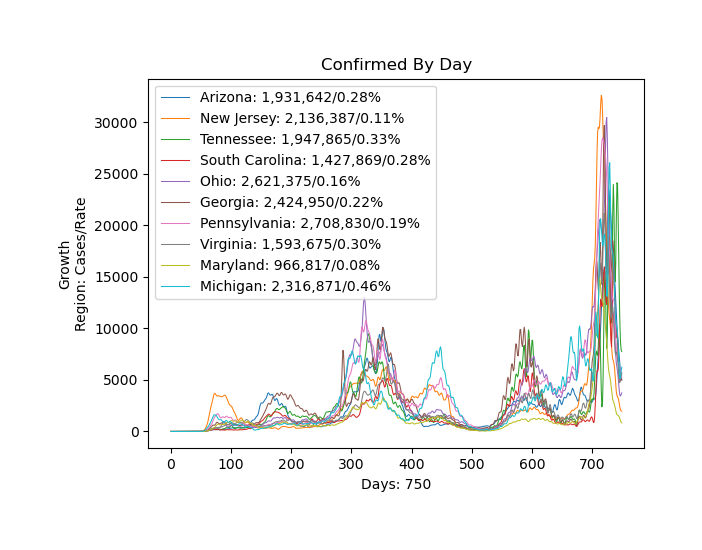 Confirmed By Day
Arizona: 1,931,642/0.28%
New Jersey: 2,136,387/0.11%
Tennessee: 1,947,865/0.33%
South Carolina: 1,427,869/0.28%
Ohio: 2,621,375/0.16%
Georgia: 2,424,950/0.22%
Pennsylvania: 2,708,830/0.19%
Virginia: 1,593,675/0.30%
Maryland: 966,817/0.08%
Michigan: 2,316,871/0.46%
Growth
Region: Cases/Rate
30000
25000
20000
15000
10000
5000
0
0 100 200 300 400 500 600 700
Days: 750